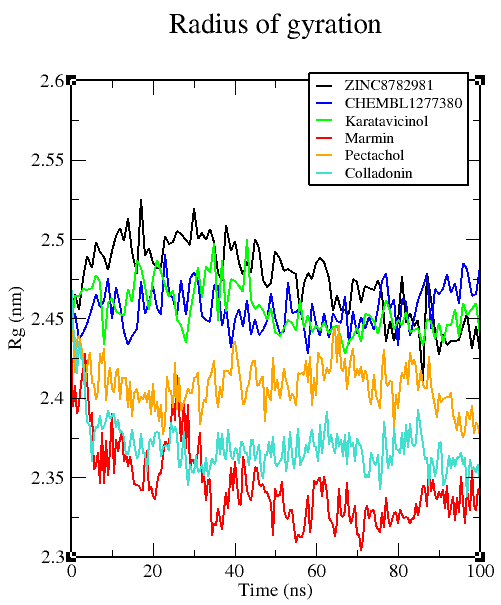 Radius of gyration
2.6
ZINC8782981
CHEMBL1277380
Karatavicinol
Marmin
Pectachol
Colladonin
2.55
2.5
2.45
2.4
2.35
2.3
Rg (nm)
0 20 40 60 80 100
Time (ns)